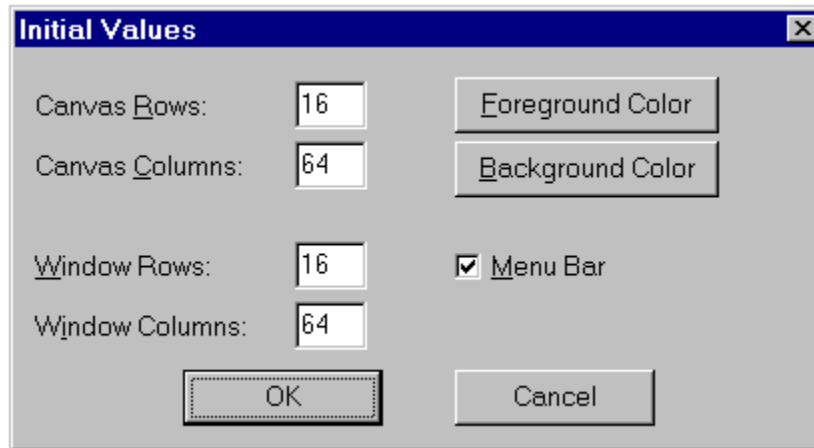 Initial Values
Canvas Rows: 16 Foreground Color
Canvas Columns: 64 Background Color
Window Rows: 16 Menu Bar
Window Columns: 64
OK Cancel